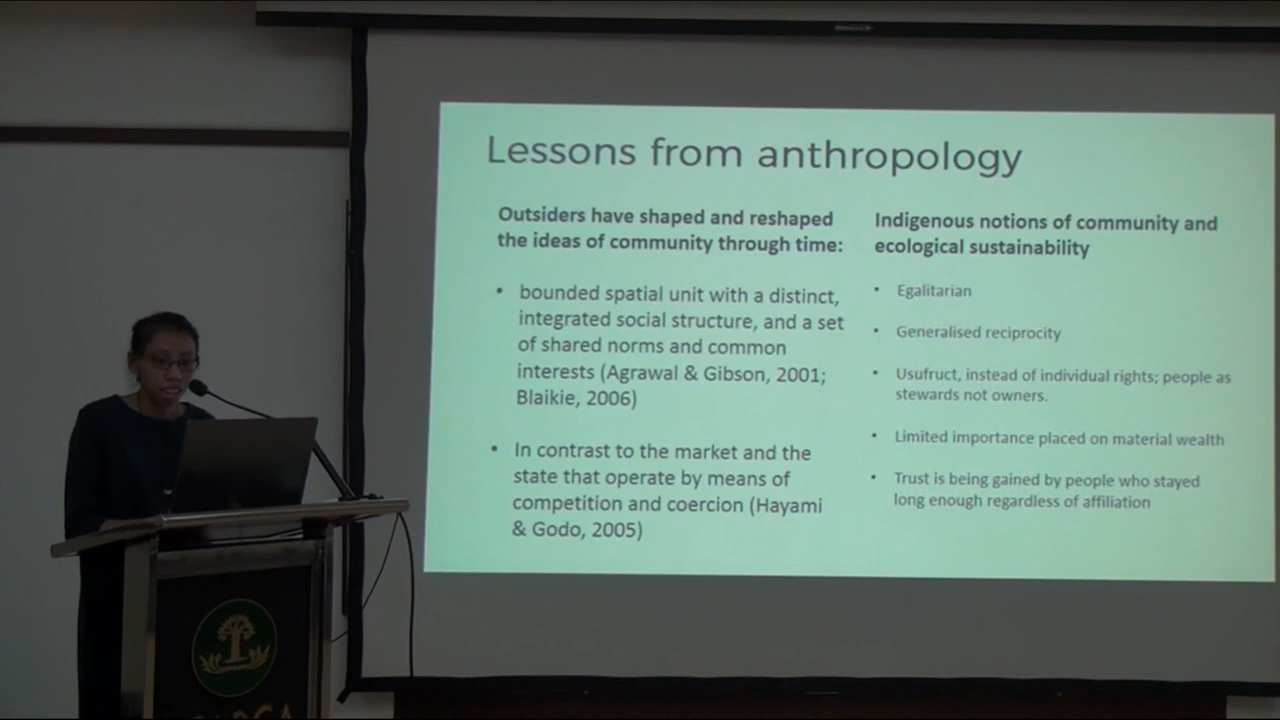 Lessons from anthropology
Outsiders have shaped and reshaped
the ideas of community through time:
• bounded spatial unit with a distinct,
integrated social structure, and a set
of shared norms and common
interests (Agrawal & Gibson, 2001;
Blaikie, 2006)
• In contrast to the market and the
state that operate by means of
competition and coercion (Hayami
& Godo, 2005)
Indigenous notions of community and
ecological sustainability
• Egalitarian
• Generalised reciprocity
• Usufruct, instead of individual rights; people as
stewards not owners.
• Limited importance placed on material wealth
• Trust is being gained by people who stayed
long enough regardless of affiliation